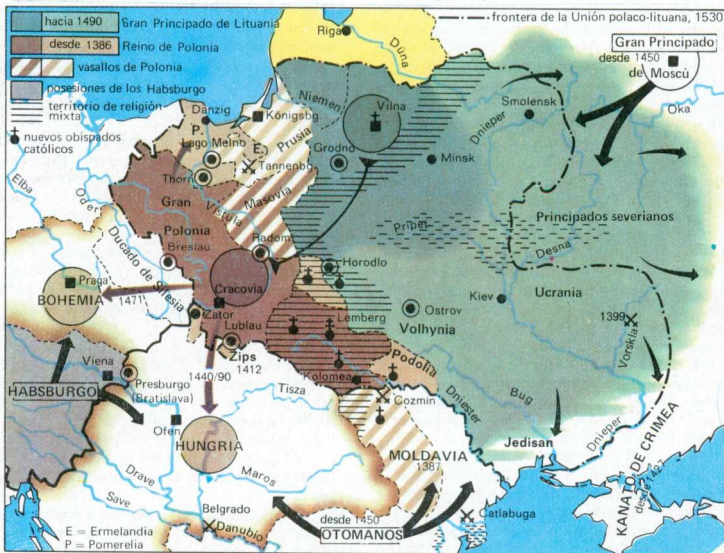 hacia 1490 Gran Principado de Lituania
desde 1386 Reino de Polonia
vasallos de Polonia
posesiones de los Habsburgo
territorio de religión
mixta
nuevos obispados
católicos
frontera de la Unión polaco-lituana, 1530
Gran Principado
desde 1450
de Moscú
Riga
Düna
Oka
Niemen
Vilna
Smolensk
Dnieper
Danzig
Königsbg.
P.
Lago Melno
E.)
Prusia
Tannenbg
Grodno
Minsk
Thorn
Elba
Oder
Gran
Polonia
Vistula
Masovia
Pripet
Principados severianos
Desna
Breslau
Radom
Ducado de Silesia
Horodlo
Ucrania
Praga
BOHEMIA
1471
Cracovia
Zator
Lublau
Zips
1412
Lemberg
Ostrov
Volhynia
Kiev
1399
Vorskla
Viena
HABSBURGO
Presburgo
(Bratislava)
1440/90
Tisza
Kolomea
Podolia
Cozmin
Dniester
Bug
Ofen
HUNGRIA
Maros
MOLDAVIA
1387
Jedisan
Dnieper
KANATO DE CRIMEA
desde 1427
Drave
Save
Belgrado
Danubio
desde 1450
OTOMANOS
Catlabuga
E = Ermelandia
P = Pomerelia